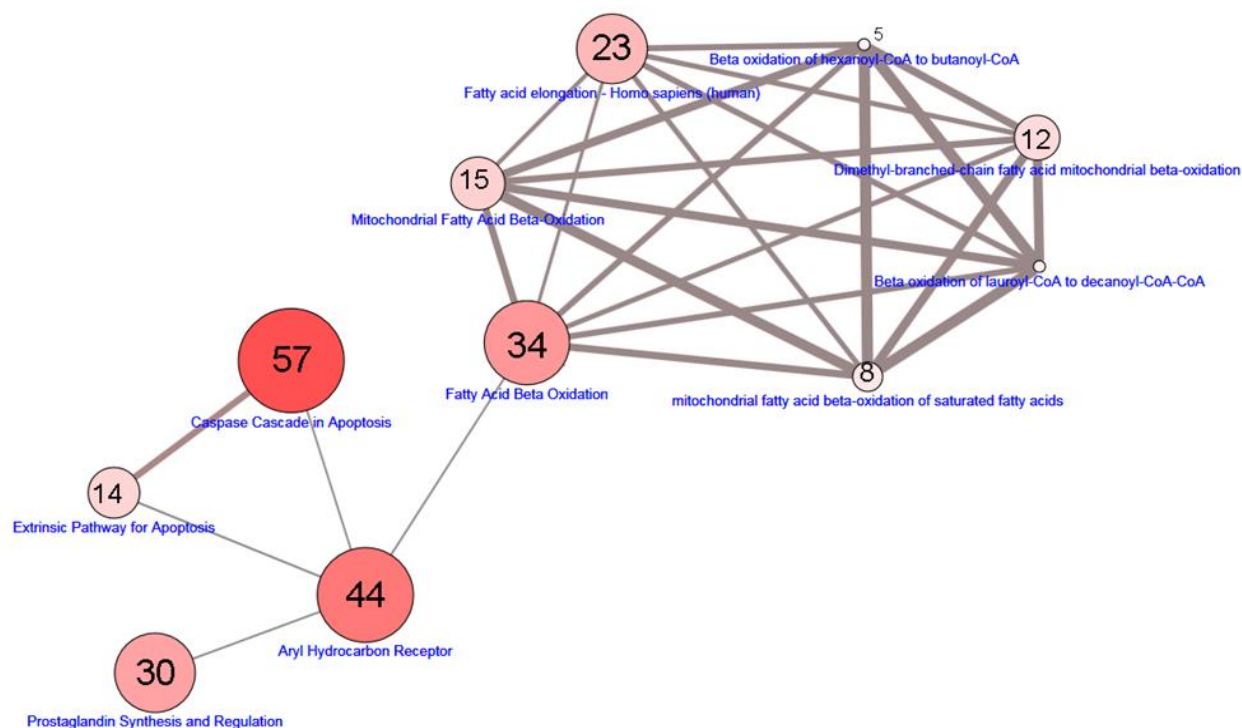 23
5
Beta oxidation of hexanoyl-CoA to butanoyl-CoA
Fatty acid elongation - Homo sapiens (human)
12
Dimethyl-branched-chain fatty acid mitochondrial beta-oxidation
15
Mitochondrial Fatty Acid Beta-Oxidation
Beta oxidation of lauroyl-CoA to decanoyl-CoA-CoA
34
57
8
Fatty Acid Beta Oxidation
mitochondrial fatty acid beta-oxidation of saturated fatty acids
Caspase Cascade in Apoptosis
14
Extrinsic Pathway for Apoptosis
44
Aryl Hydrocarbon Receptor
30
Prostaglandin Synthesis and Regulation